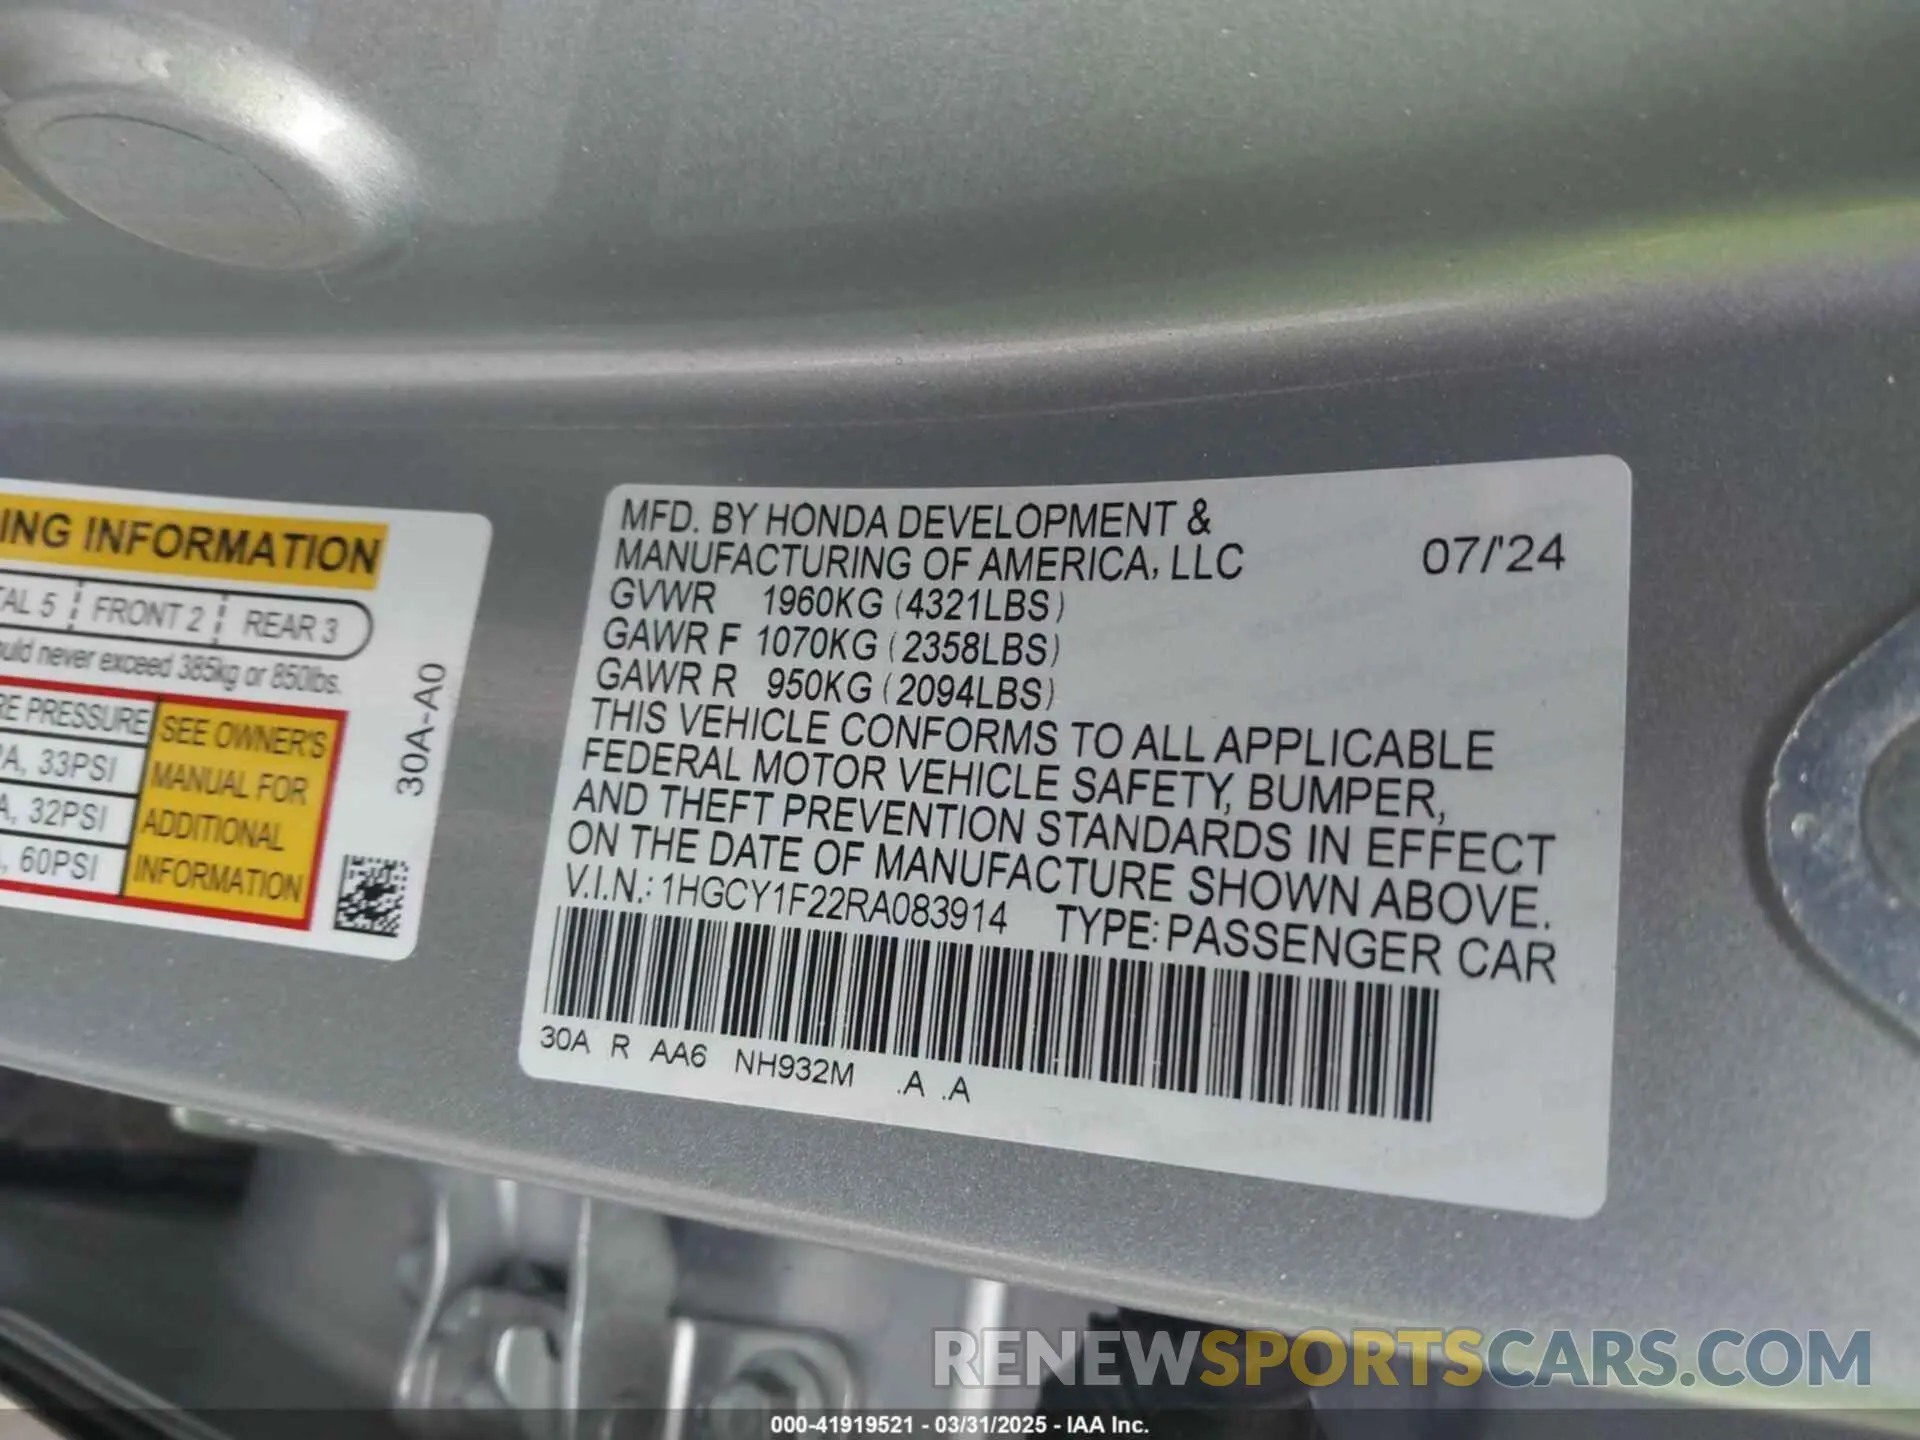 ING INFORMATION
TAL 5 FRONT 2 REAR 3
uld never exceed 385kg or 850lbs.
RE PRESSURE
33PSI
32PSI
60PSI
SEE OWNER'S
MANUAL FOR
ADDITIONAL
INFORMATION
30A-A0
MFD. BY HONDA DEVELOPMENT &
MANUFACTURING OF AMERICA, LLC 07/'24
GVWR 1960KG (4321LBS)
GAWR F 1070KG (2358LBS)
GAWR R 950KG (2094LBS)
THIS VEHICLE CONFORMS TO ALL APPLICABLE
FEDERAL MOTOR VEHICLE SAFETY, BUMPER,
AND THEFT PREVENTION STANDARDS IN EFFECT
ON THE DATE OF MANUFACTURE SHOWN ABOVE.
V.I.N.: 1HGCY1F22RA083914 TYPE: PASSENGER CAR
30A R AA6 NH932M .A .A
RENEWSPORTSCARS.COM
000-41919521 - 03/31/2025 - IAA Inc.